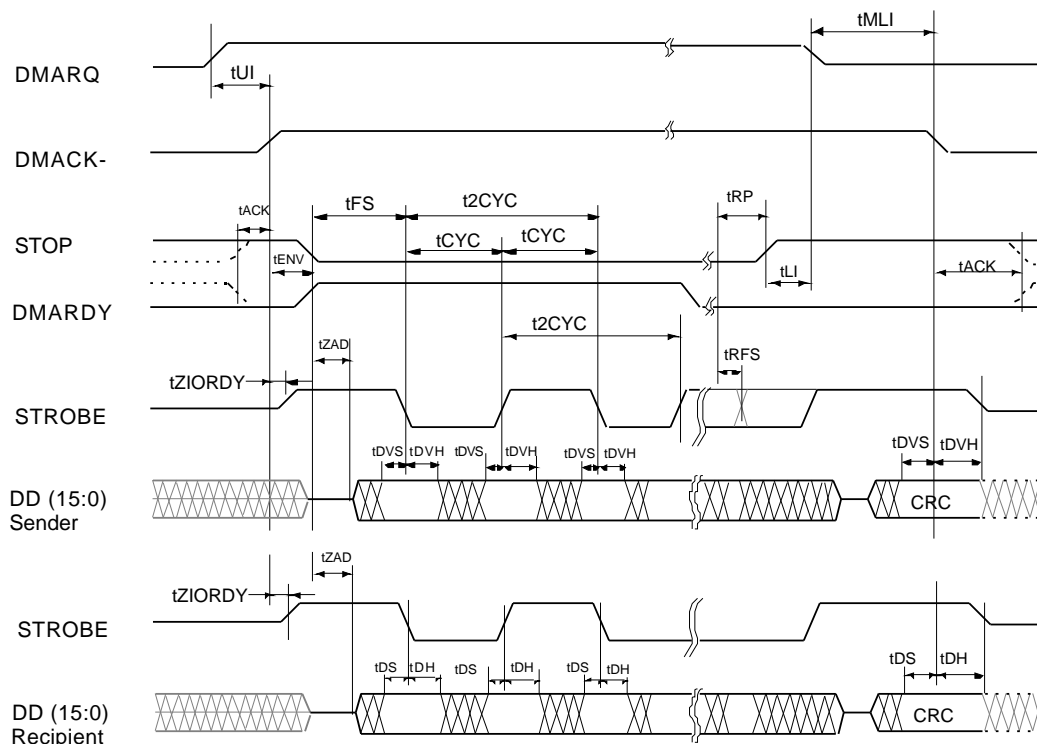 tMLI
DMARQ
tUI
DMACK-
tACK
tFS
t2CYC
tRP
STOP
tCYC
tCYC
tENV
tLI
tACK
DMARDY
t2CYC
tZAD
tRFS
tZIORDY
STROBE
tDVS
tDVH
tDVS
tDVH
tDVS
tDVH
tDVS
tDVH
DD (15:0)
Sender
CRC
tZAD
tZIORDY
STROBE
tDS
tDH
tDS
tDH
tDS
tDH
tDS
tDH
DD (15:0)
Recipient
CRC